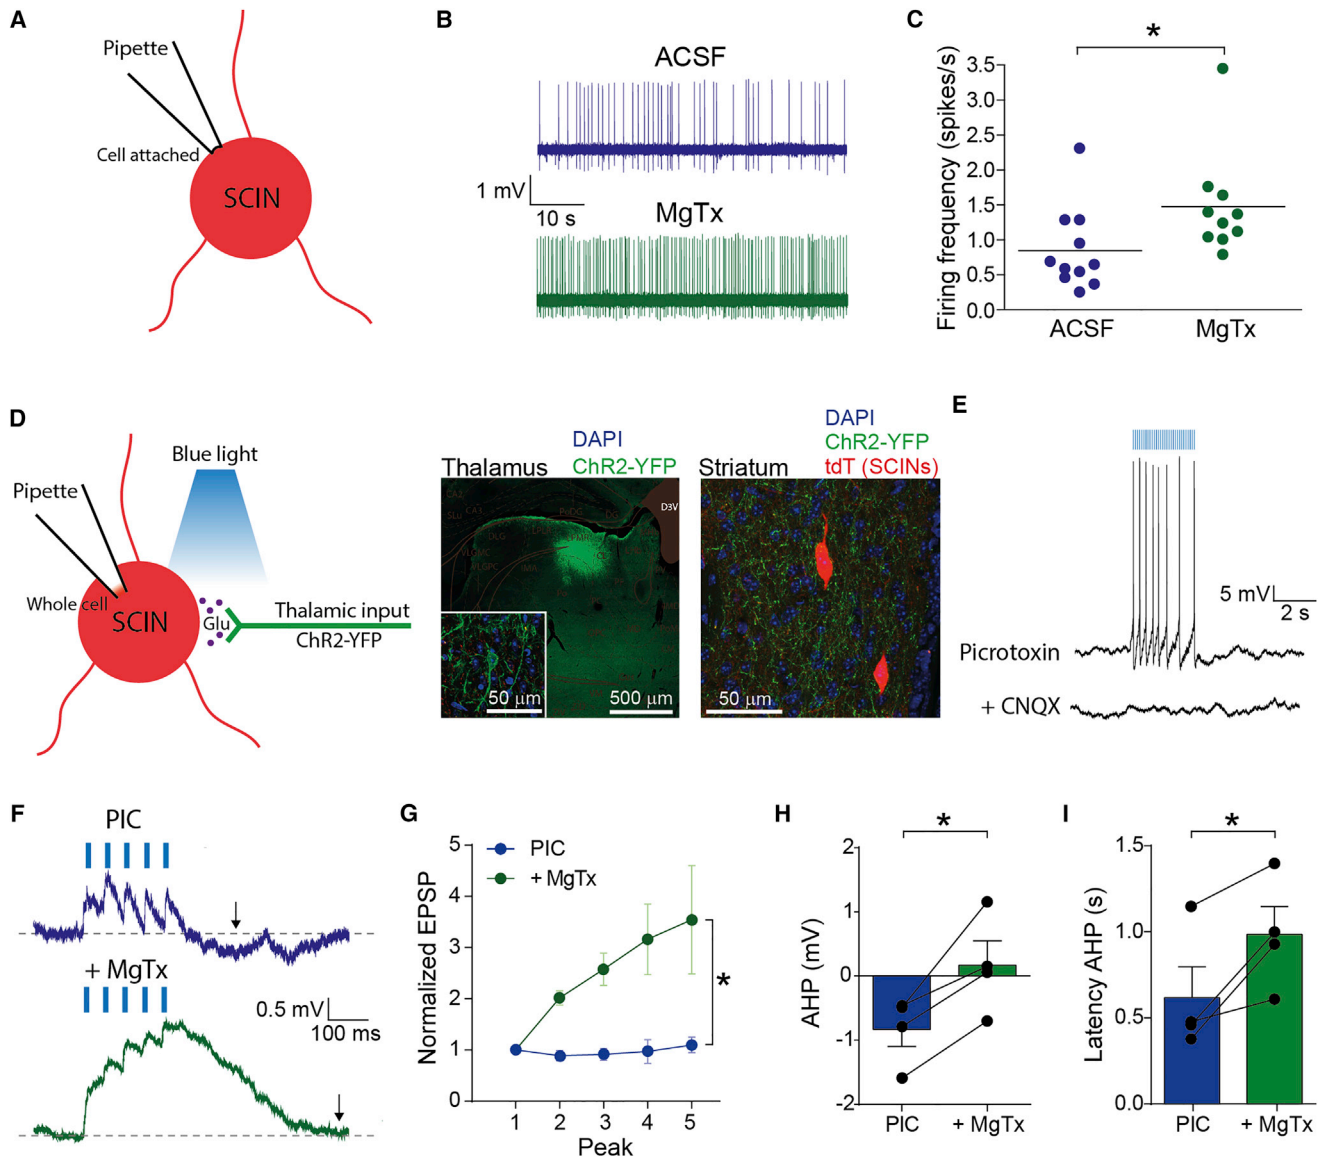 A
Pipette
Cell attached
SCIN
B
ACSF
1 mV
10 s
MgTx
C
*
Firing frequency (spikes/s)
3.5
3.0
2.5
2.0
1.5
1.0
0.5
0.0
ACSF
MgTx
D
Blue light
Pipette
Whole cell
SCIN
Glu
Thalamic input
ChR2-YFP
DAPI
ChR2-YFP
Thalamus
D3V
50 µm
500 µm
DAPI
ChR2-YFP
tdT (SCINs)
Striatum
50 µm
E
5 mV
2 s
Picrotoxin
+ CNQX
F
PIC
+ MgTx
0.5 mV
100 ms
G
Normalized EPSP
5
4
3
2
1
0
PIC
+ MgTx
*
1 2 3 4 5
Peak
H
*
AHP (mV)
2
1
0
-1
-2
PIC
+ MgTx
I
*
Latency AHP (s)
1.5
1.0
0.5
0.0
PIC
+ MgTx